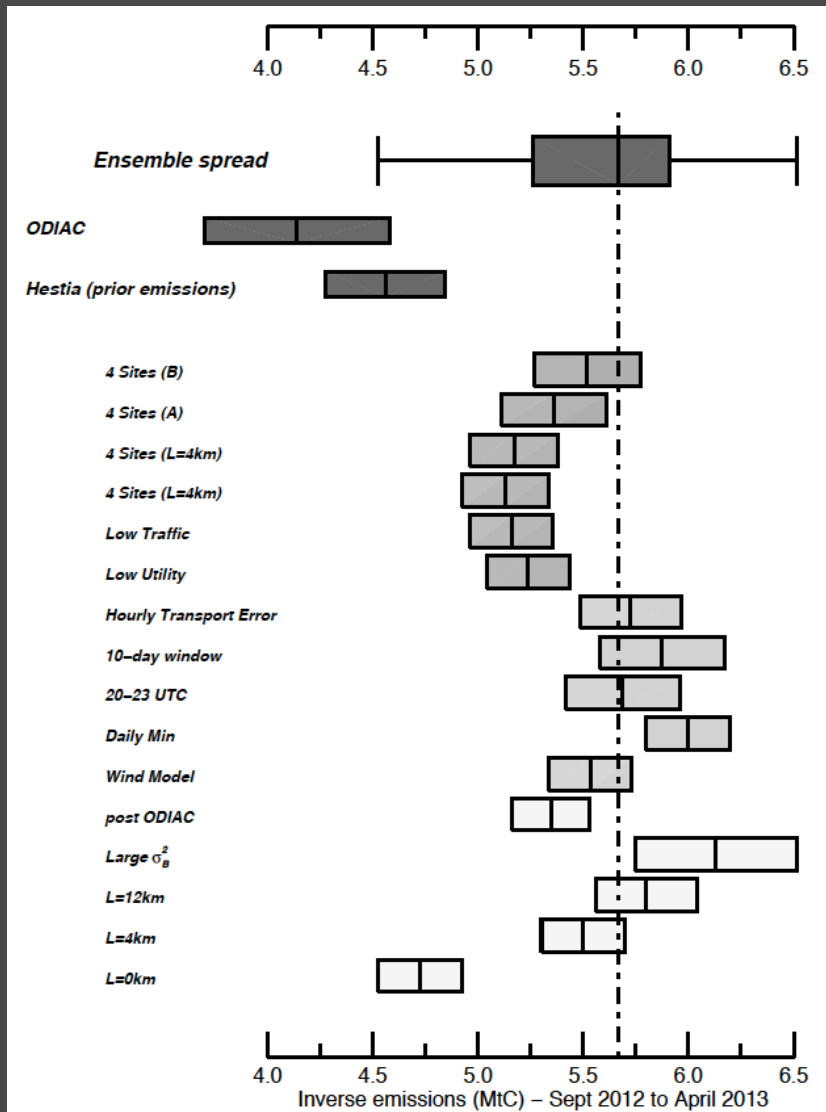 4.0 4.5 5.0 5.5 6.0 6.5
Ensemble spread
ODIAC
Hestia (prior emissions)
4 Sites (B)
4 Sites (A)
4 Sites (L=4km)
4 Sites (L=4km)
Low Traffic
Low Utility
Hourly Transport Error
10–day window
20–23 UTC
Daily Min
Wind Model
post ODIAC
Large σ²_B
L=12km
L=4km
L=0km
4.0 4.5 5.0 5.5 6.0 6.5
Inverse emissions (MtC) – Sept 2012 to April 2013